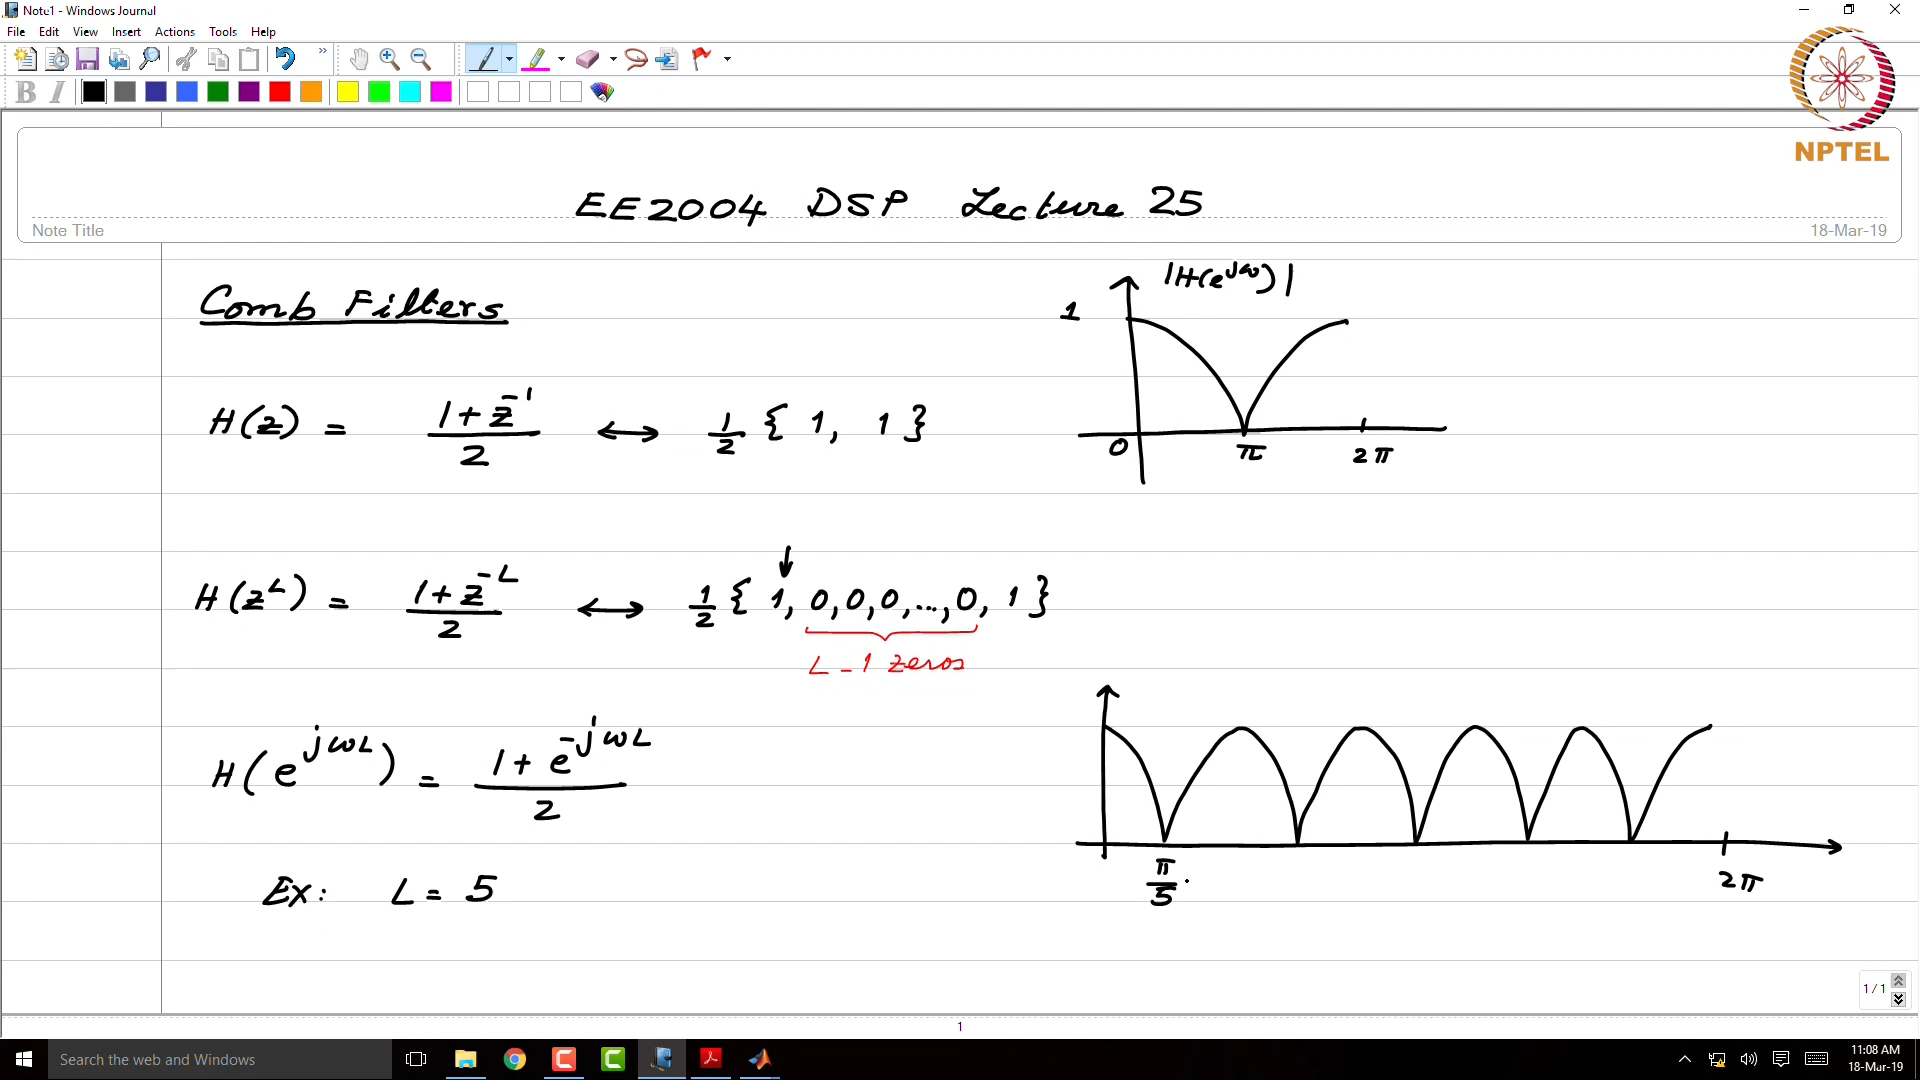 Note1 - Windows Journal
File Edit View Insert Actions Tools Help
NPTEL
EE2004 DSP Lecture 25
Note Title
18-Mar-19
Comb Filters
|H(e^jω)|
1
0 π 2π
H(z) = (1 + z^-1)/2 ↔ 1/2 { 1, 1 }
H(z^L) = (1 + z^-L)/2 ↔ 1/2 { 1, 0, 0, 0, ..., 0, 1 }
↓
L - 1 zeros
H(e^jωL) = (1 + e^-jωL)/2
Ex: L = 5
π/5 2π
1 / 1
1
Search the web and Windows
11:08 AM
18-Mar-19